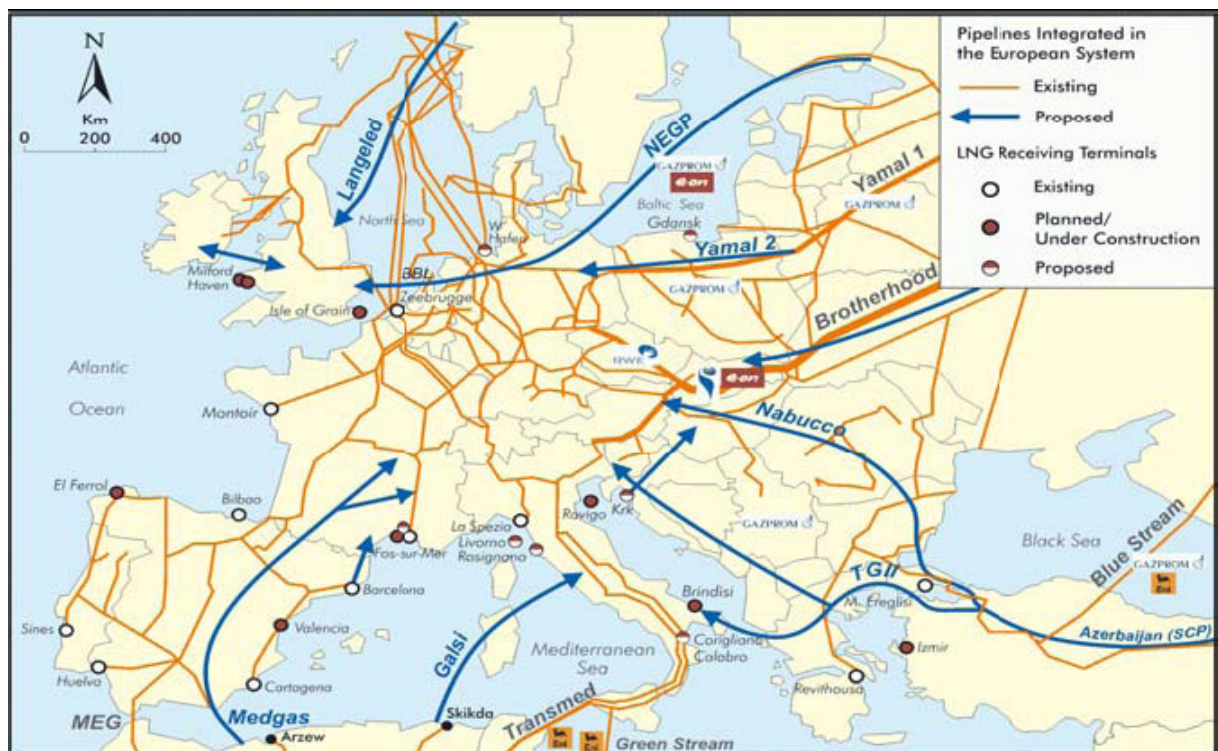 N
Km
0 200 400
Pipelines Integrated in
the European System
Existing
Proposed
LNG Receiving Terminals
Existing
Planned/
Under Construction
Proposed
Langeled
North Sea
NEGP
GAZPROM
e·on
Baltic Sea
Gdansk
Yamal 1
GAZPROM
Yamal 2
GAZPROM
W'
Hafen
BBL
Zeebrugge
Milford
Haven
Isle of Grain
Brotherhood
RWE
e·on
Atlantic
Ocean
Montoir
Nabucco
El Ferrol
Bilbao
La Spezia
Livorno
Rosignano
Fos-sur-Mer
Rovigo
Krk
GAZPROM
Black Sea
Blue Stream
GAZPROM
Eni
Barcelona
Brindisi
TGII
M. Ereglisi
Sines
Valencia
Galsi
Mediterranean
Sea
Corigliano
Calabro
Azerbaijan (SCP)
Izmir
Huelva
Cartagena
Revithousa
MEG
Medgas
Arzew
Skikda
Transmed
Eni
Eni
Green Stream